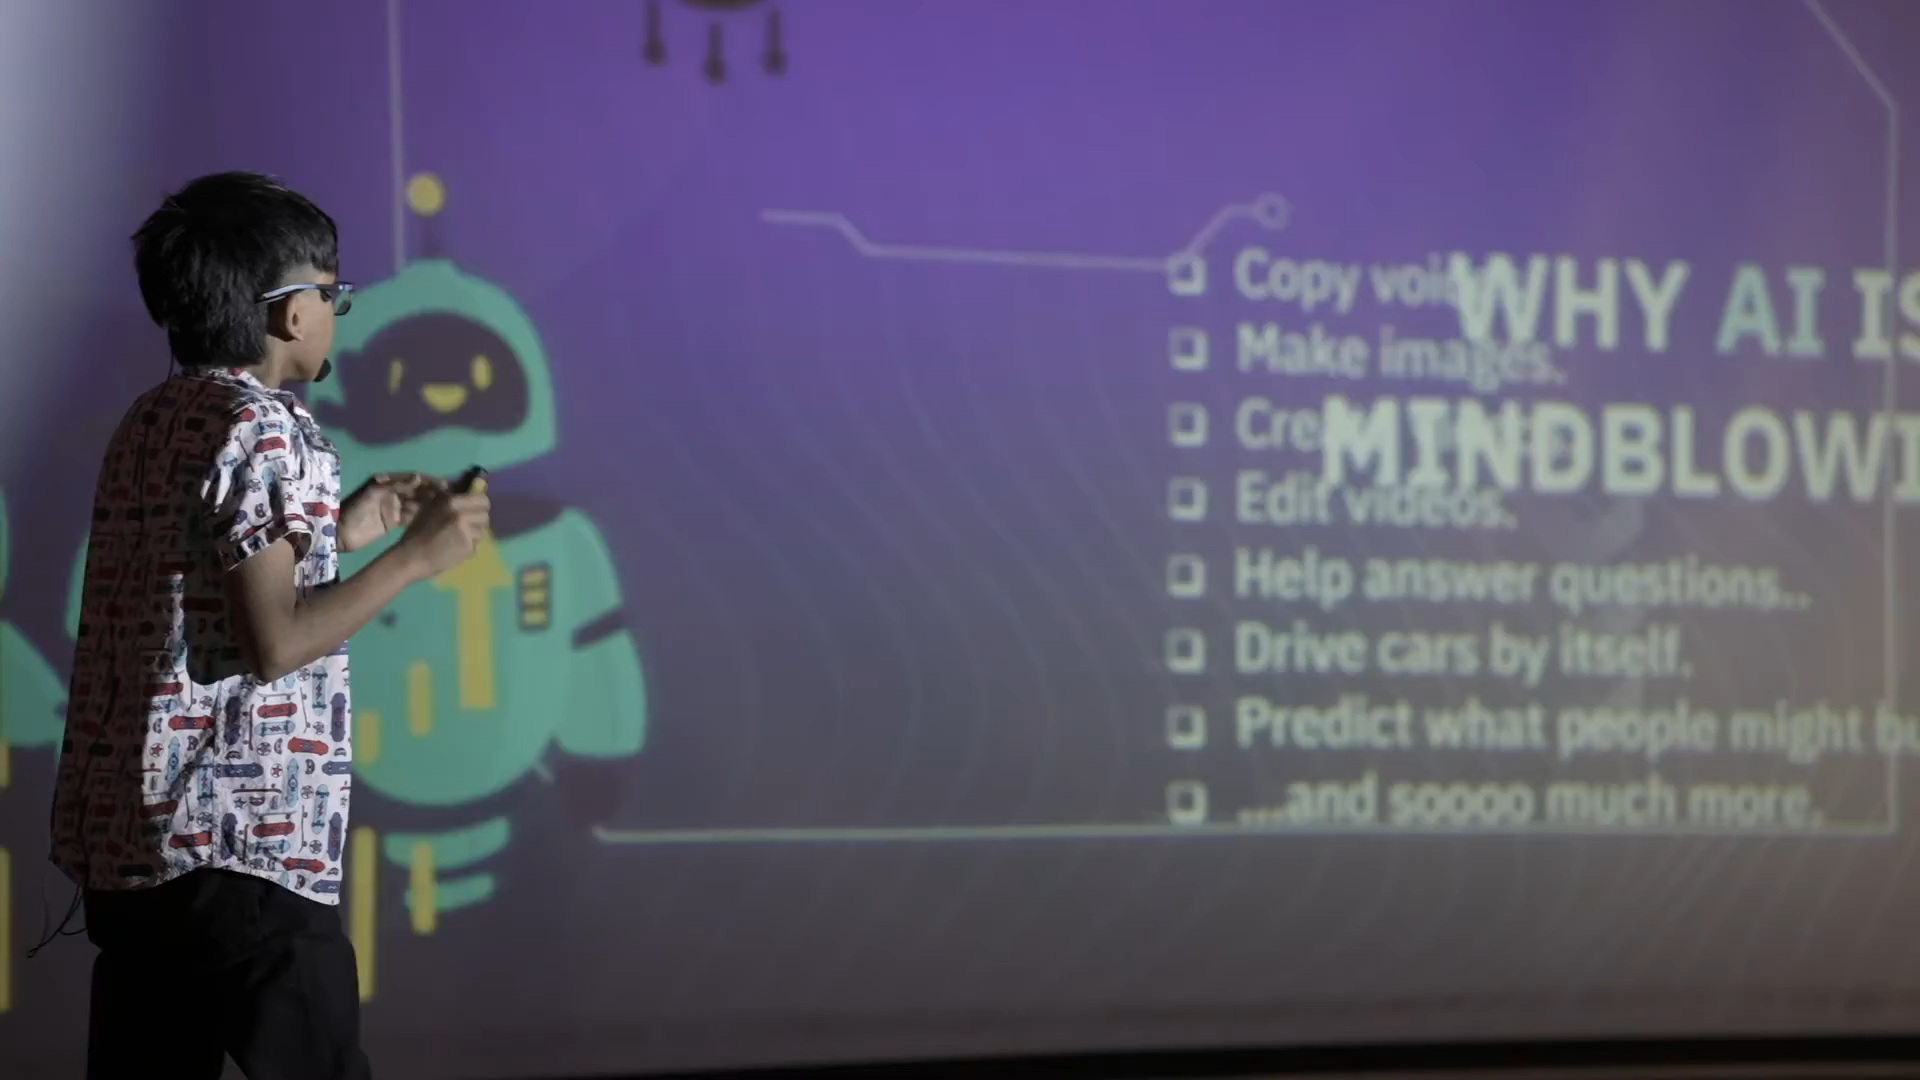 WHY AI IS
MINDBLOWI
Copy
Make images.
Edit videos.
Help answer questions..
Drive cars by itself.
Predict what people might
....and soooo much more.